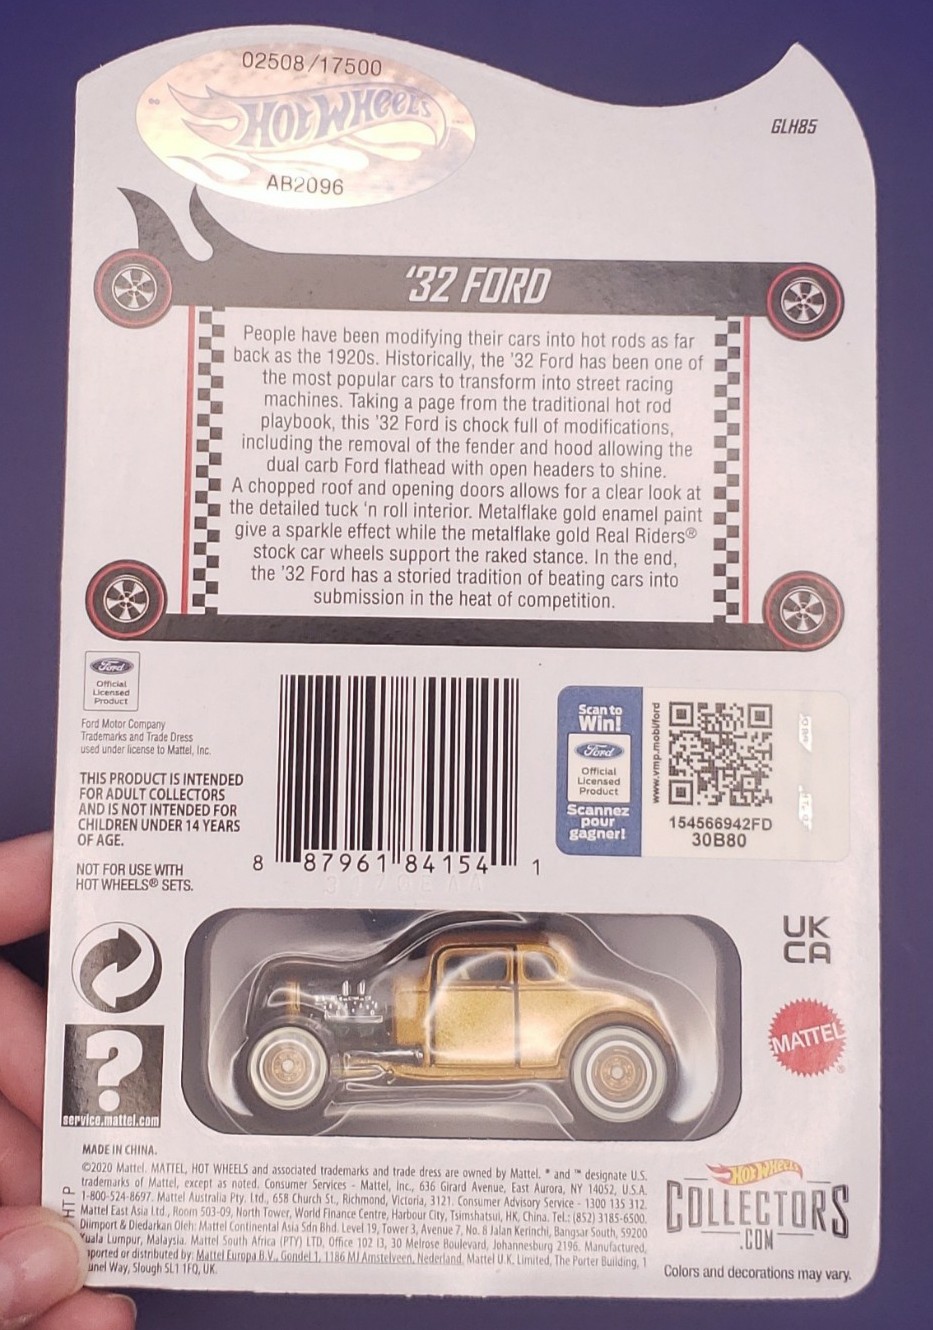 02508/17500
HOT WHEELS
AB2096
GLH85
'32 FORD
People have been modifying their cars into hot rods as far
back as the 1920s. Historically, the '32 Ford has been one of
the most popular cars to transform into street racing
machines. Taking a page from the traditional hot rod
playbook, this '32 Ford is chock full of modifications,
including the removal of the fender and hood allowing the
dual carb Ford flathead with open headers to shine.
A chopped roof and opening doors allows for a clear look at
the detailed tuck 'n roll interior. Metalflake gold enamel paint
give a sparkle effect while the metalflake gold Real Riders®
stock car wheels support the raked stance. In the end,
the '32 Ford has a storied tradition of beating cars into
submission in the heat of competition.
Ford
Official
Licensed
Product
Ford Motor Company
Trademarks and Trade Dress
used under license to Mattel, Inc.
THIS PRODUCT IS INTENDED
FOR ADULT COLLECTORS
AND IS NOT INTENDED FOR
CHILDREN UNDER 14 YEARS
OF AGE.
NOT FOR USE WITH
HOT WHEELS® SETS.
8 87961 84154 1
Scan to
Win!
Ford
Official
Licensed
Product
Scannez
pour
gagner!
www.vmp.mobi/ford
154566942FD
30B80
UK
CA
MATTEL®
?
service.mattel.com
MADE IN CHINA.
©2020 Mattel. MATTEL, HOT WHEELS and associated trademarks and trade dress are owned by Mattel. ® and ™ designate U.S.
trademarks of Mattel, except as noted. Consumer Services - Mattel, Inc., 636 Girard Avenue, East Aurora, NY 14052, U.S.A.
1-800-524-8697. Mattel Australia Pty. Ltd., 658 Church St., Richmond, Victoria, 3121. Consumer Advisory Service - 1300 135 312.
Mattel East Asia Ltd., Room 503-09, North Tower, World Finance Centre, Harbour City, Tsimshatsui, HK, China. Tel.: (852) 3185-6500.
Diimport & Diedarkan Oleh: Mattel Continental Asia Sdn Bhd. Level 19, Tower 3, Avenue 7, No. 8 Jalan Kerinchi, Bangsar South, 59200
Kuala Lumpur, Malaysia. Mattel South Africa (PTY) LTD, Office 102 I3, 30 Melrose Boulevard, Johannesburg 2196. Manufactured,
imported or distributed by: Mattel Europa B.V., Gondel 1, 1186 MJ Amstelveen, Nederland. Mattel U.K. Limited, The Porter Building, 1
Brunel Way, Slough SL1 1FQ, UK.
HOT WHEELS
COLLECTORS
.COM
Colors and decorations may vary.